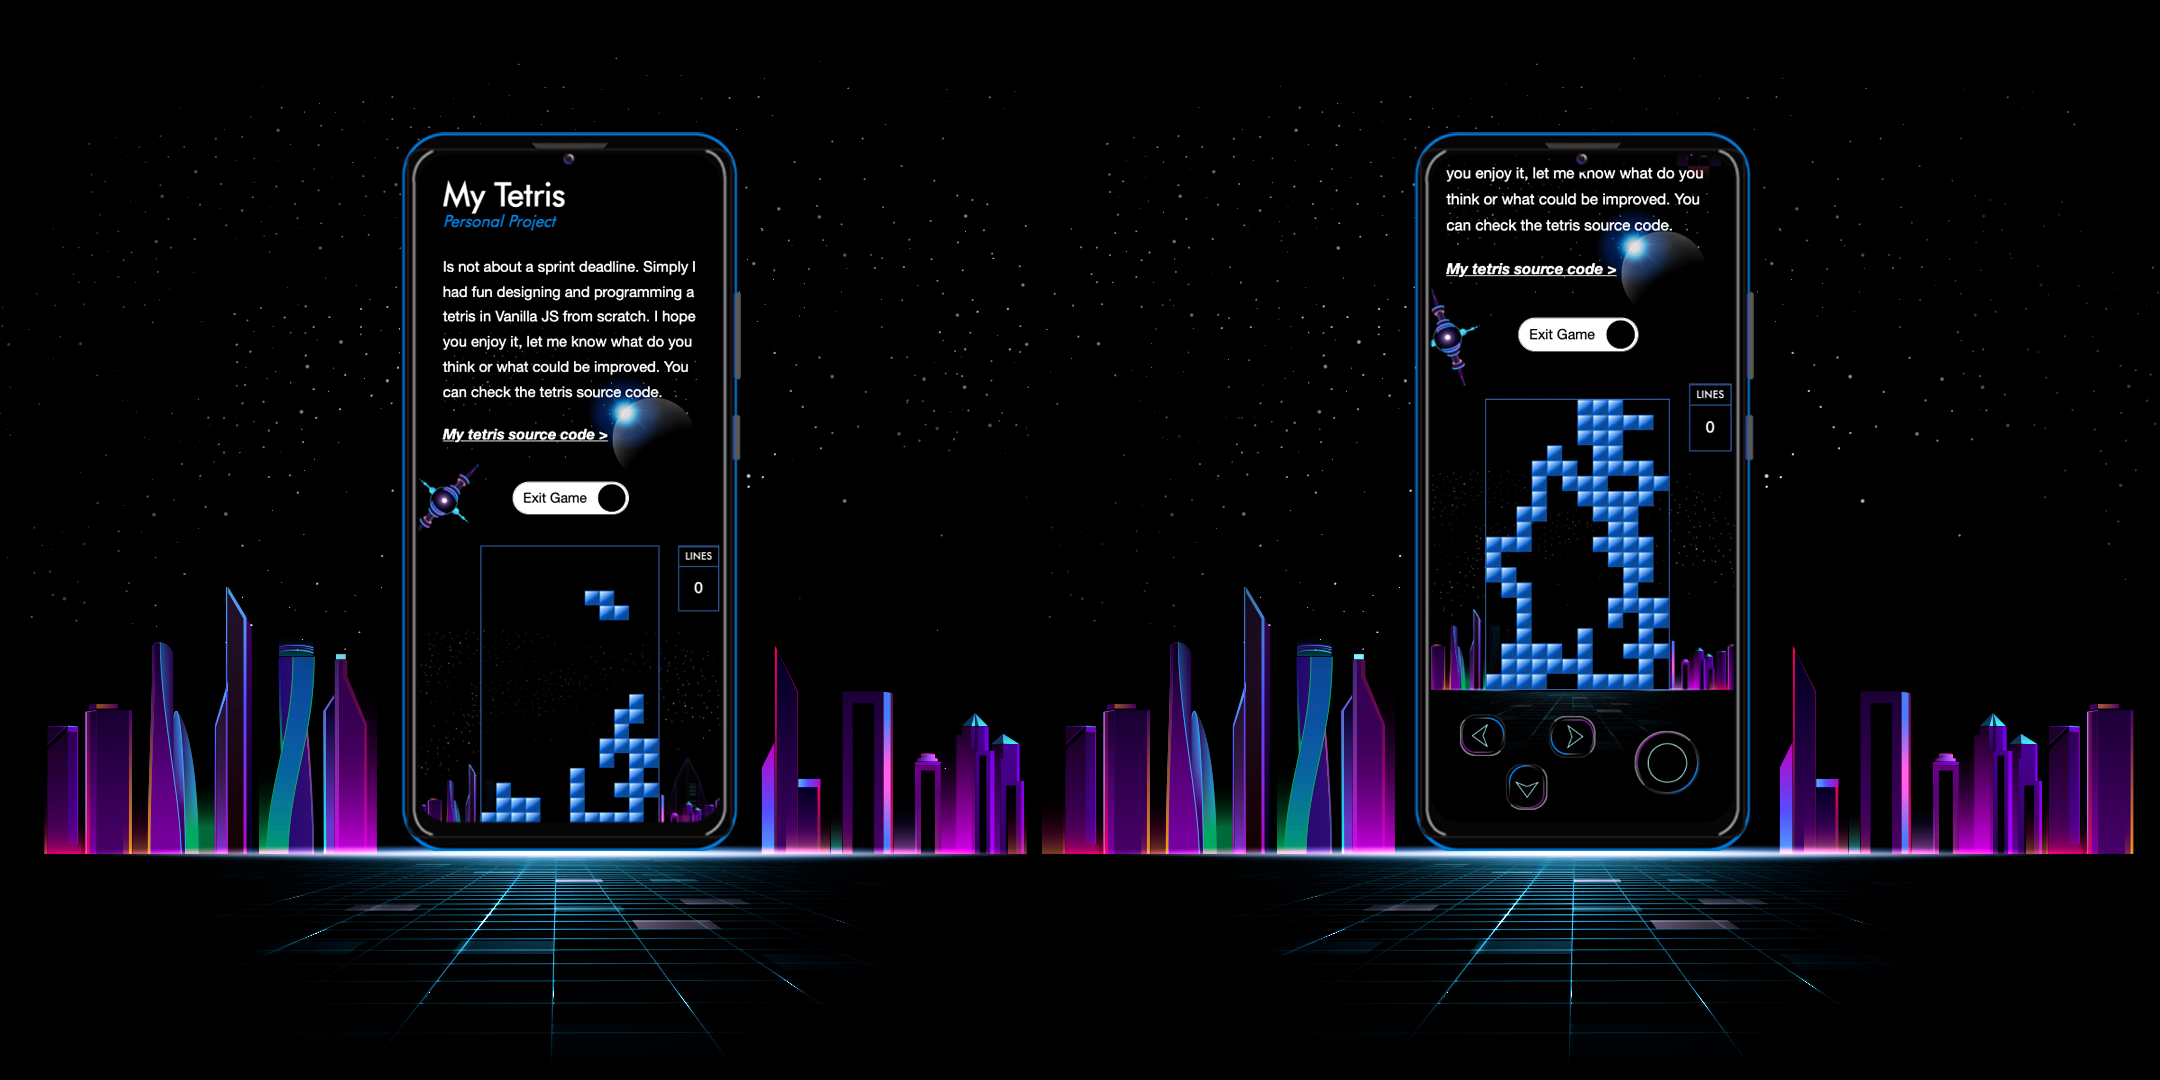 My Tetris
Personal Project
Is not about a sprint deadline. Simply I
had fun designing and programming a
tetris in Vanilla JS from scratch. I hope
you enjoy it, let me know what do you
think or what could be improved. You
can check the tetris source code.
My tetris source code >
Exit Game
LINES
0
you enjoy it, let me know what do you
think or what could be improved. You
can check the tetris source code.
My tetris source code >
Exit Game
LINES
0